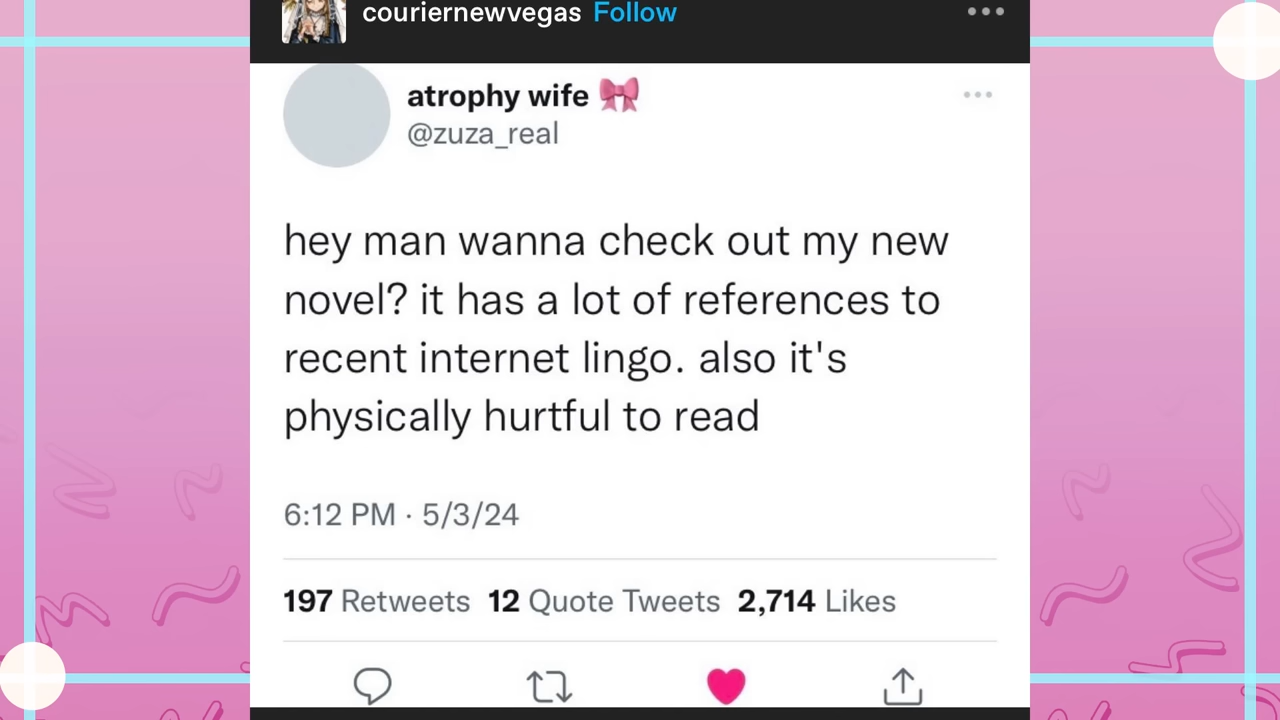 couriernewvegas Follow
atrophy wife 🎀
@zuza_real
hey man wanna check out my new
novel? it has a lot of references to
recent internet lingo. also it's
physically hurtful to read
6:12 PM · 5/3/24
197 Retweets 12 Quote Tweets 2,714 Likes